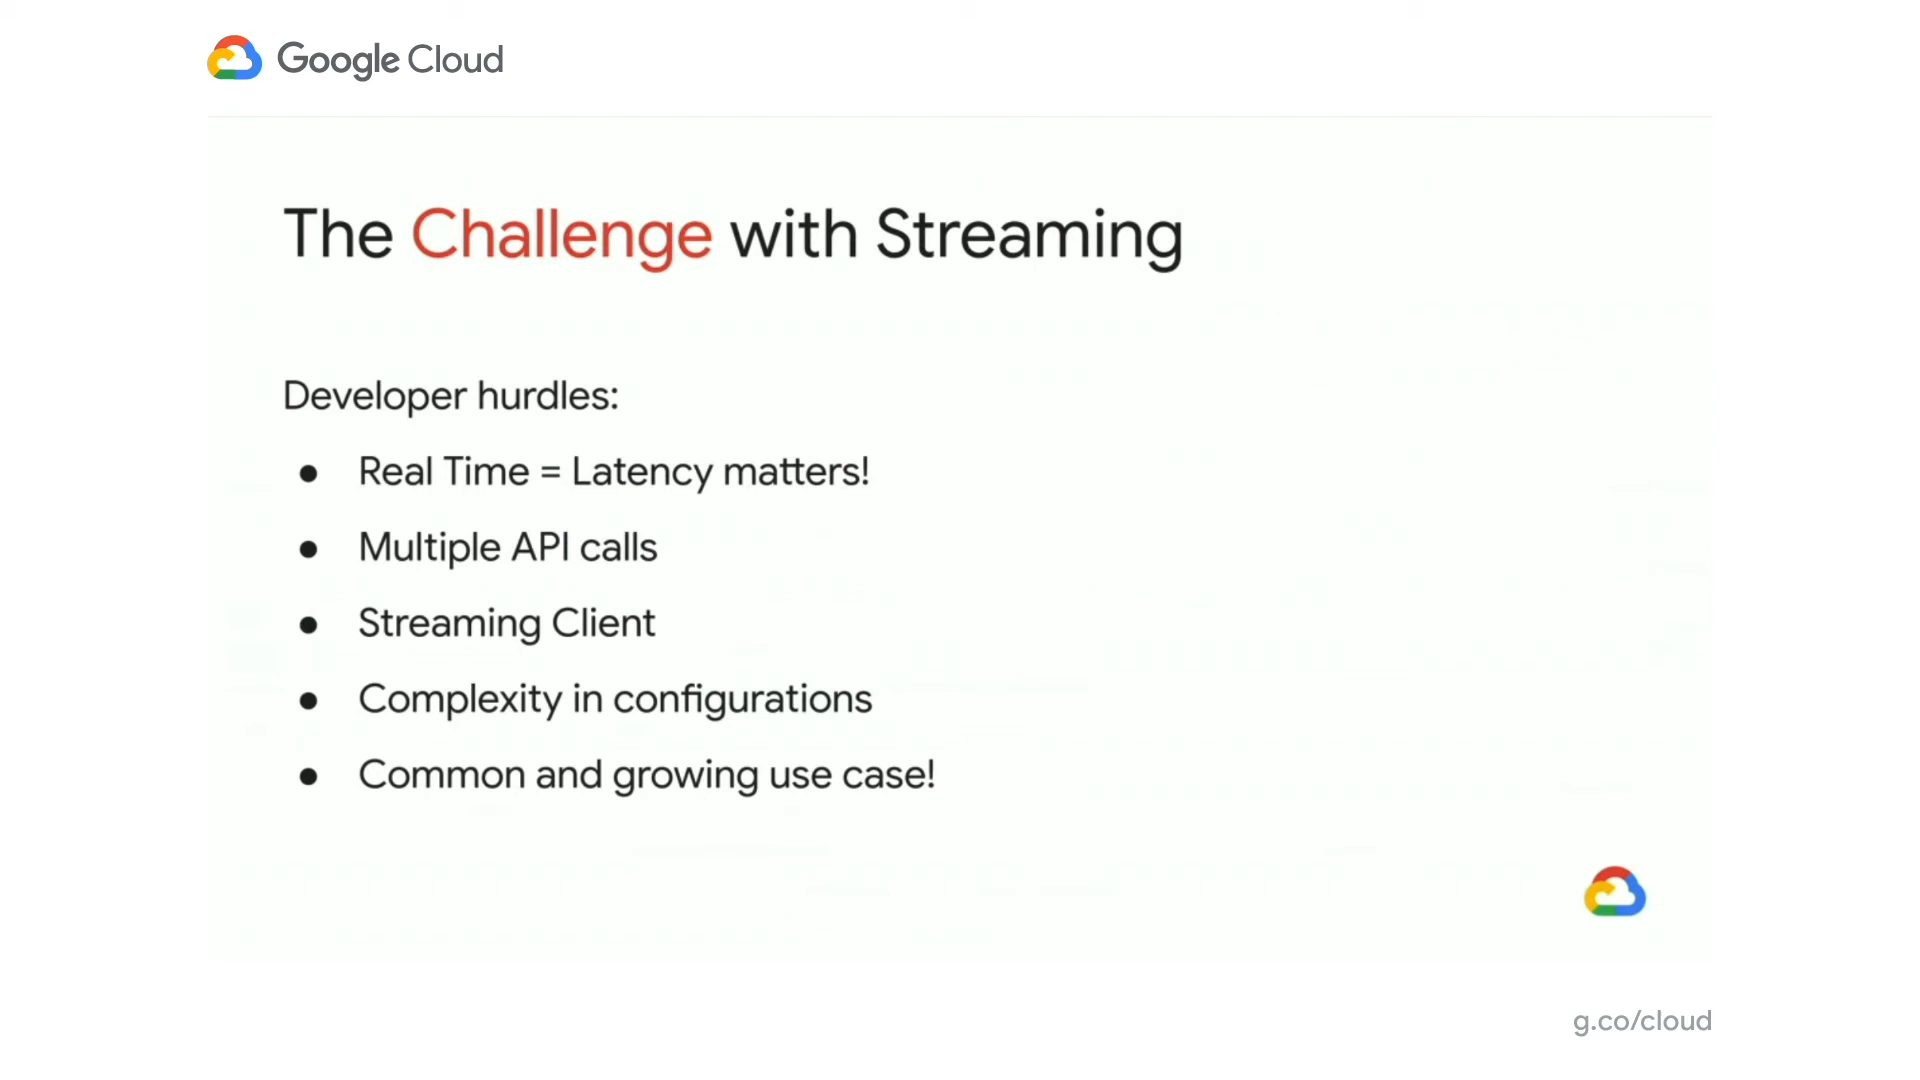 Google Cloud
The Challenge with Streaming
Developer hurdles:
● Real Time = Latency matters!
● Multiple API calls
● Streaming Client
● Complexity in configurations
● Common and growing use case!
g.co/cloud